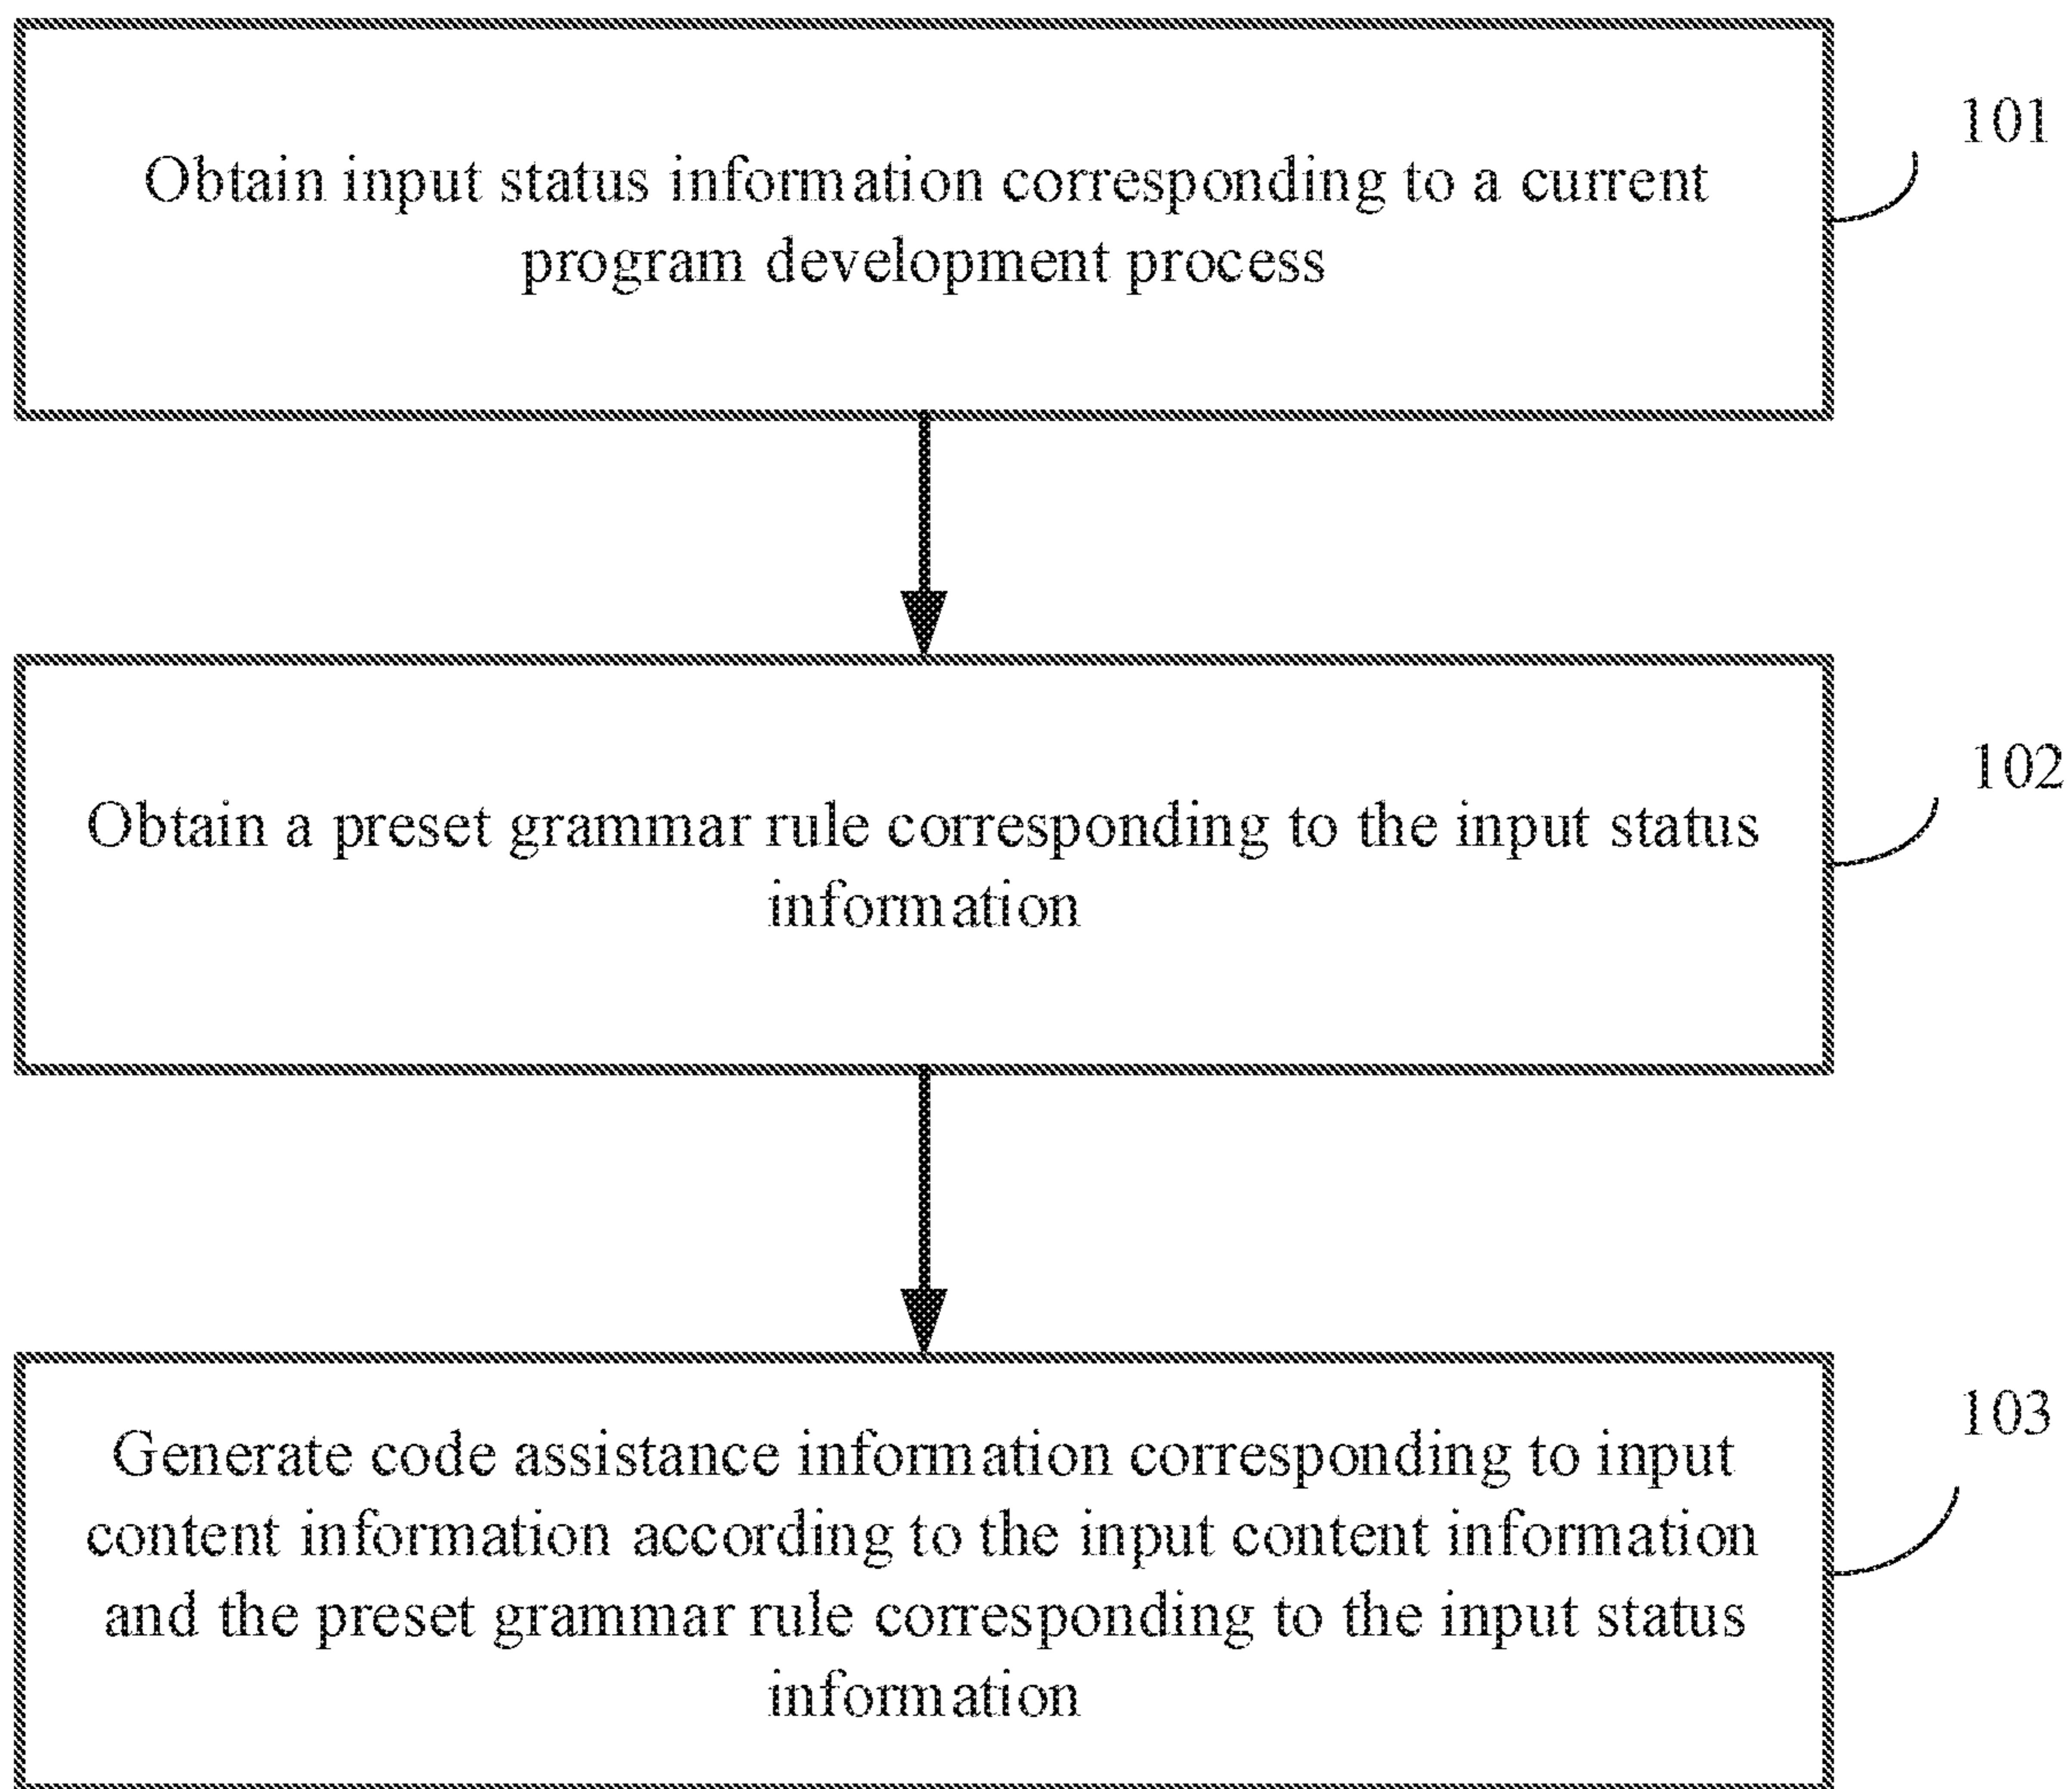 Obtain input status information corresponding to a current
program development process
101
Obtain a preset grammar rule corresponding to the input status
information
102
Generate code assistance information corresponding to input
content information according to the input content information
and the preset grammar rule corresponding to the input status
information
103